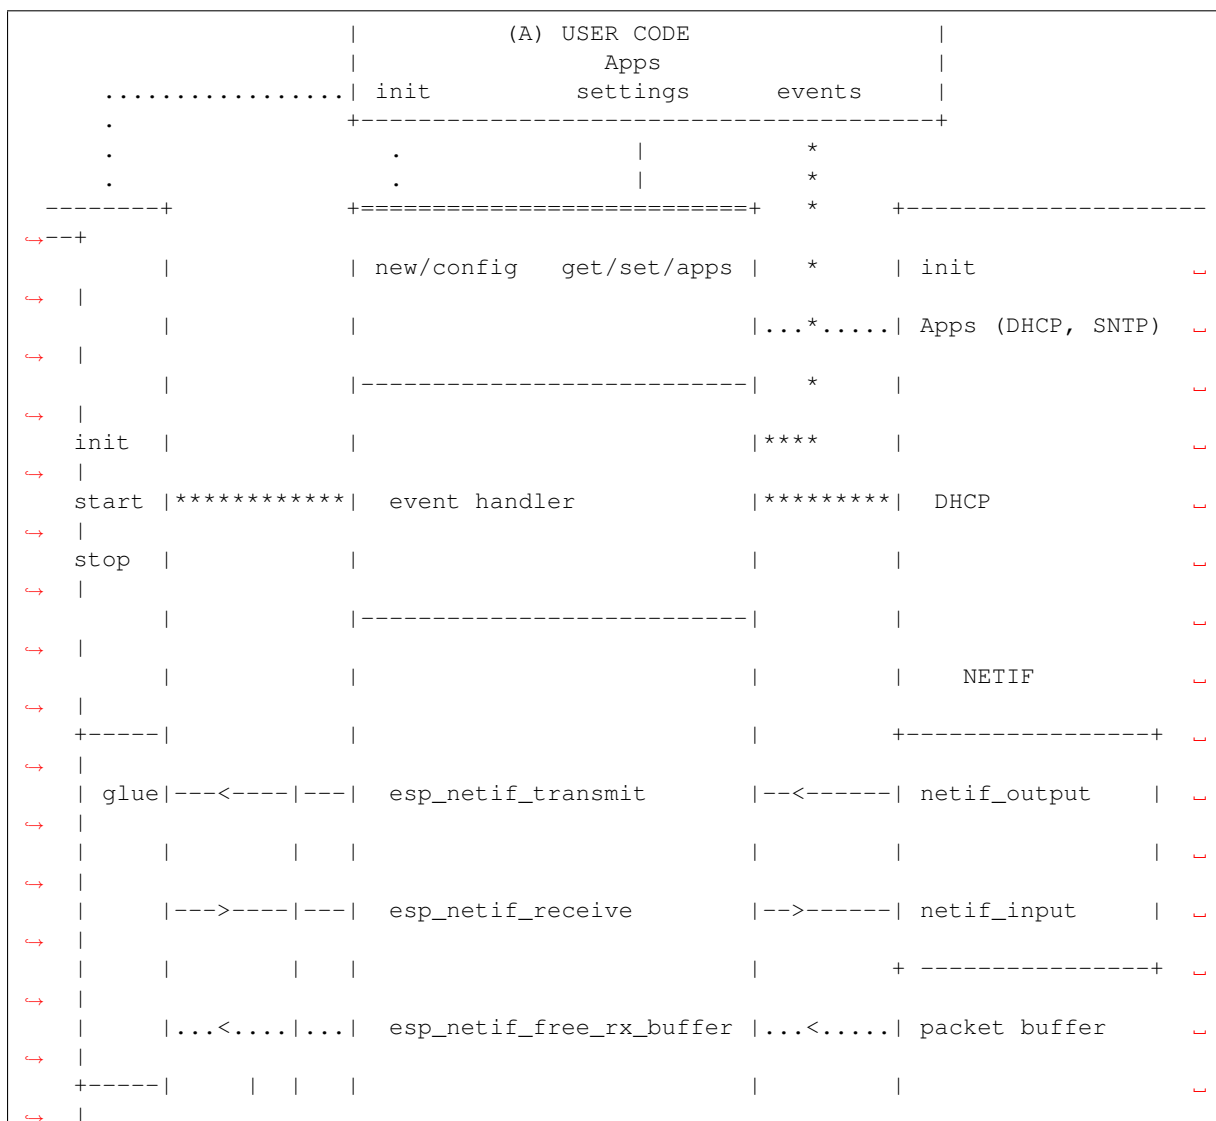 |          (A) USER CODE                 |
                      |                 Apps                   |
     .................| init          settings      events     |
     .                +----------------------------------------+
     .                   .                |           *
     .                   .                |           *
 --------+            +===========================+   *     +---------------------
↪--+
         |            | new/config   get/set/apps |   *     | init               ␣
↪  |
         |            |                           |...*.....| Apps (DHCP, SNTP)  ␣
↪  |
         |            |---------------------------|   *     |                    ␣
↪  |
   init  |            |                           |****     |                    ␣
↪  |
   start |************|  event handler            |*********|  DHCP              ␣
↪  |
   stop  |            |                           |         |                    ␣
↪  |
         |            |---------------------------|         |                    ␣
↪  |
         |            |                           |         |    NETIF           ␣
↪  |
   +-----|            |                           |         +-----------------+  ␣
↪  |
   | glue|---<----|---|  esp_netif_transmit       |--<------| netif_output    |  ␣
↪  |
   |     |        |   |                           |         |                 |  ␣
↪  |
   |     |--->----|---|  esp_netif_receive        |-->------| netif_input     |  ␣
↪  |
   |     |        |   |                           |         + ----------------+  ␣
↪  |
   |     |...<....|...|  esp_netif_free_rx_buffer |...<.....| packet buffer      ␣
↪  |
   +-----|     |  |   |                           |         |                    ␣
↪  |